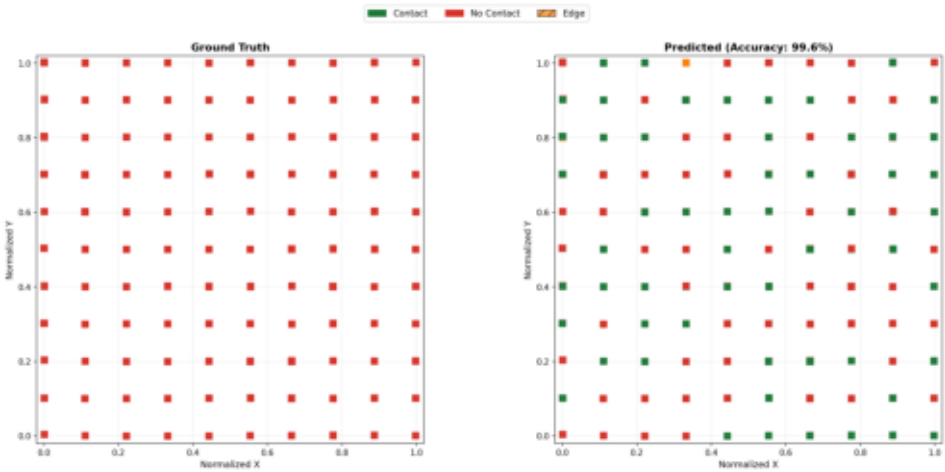 Contact No Contact Edge
Ground Truth
Normalized Y
1.0
0.8
0.6
0.4
0.2
0.0
0.0 0.2 0.4 0.6 0.8 1.0
Normalized X
Predicted (Accuracy: 99.6%)
Normalized Y
1.0
0.8
0.6
0.4
0.2
0.0
0.0 0.2 0.4 0.6 0.8 1.0
Normalized X